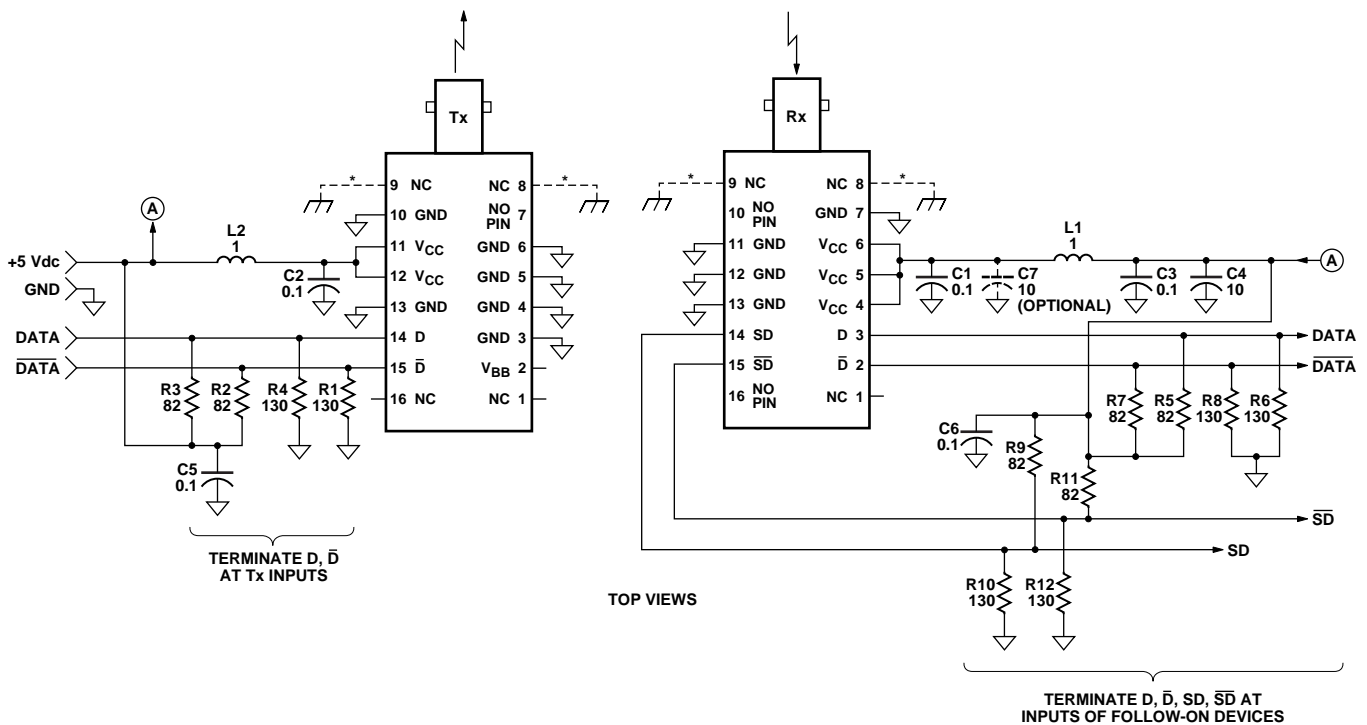 Tx
Rx
*
9 NC
NC 8
*
*
9 NC
NC 8
*
A
10 GND
NO PIN 7
10 NO PIN
GND 7
L2
1
11 VCC
GND 6
11 GND
VCC 6
L1
1
A
+5 Vdc
C2
0.1
12 VCC
GND 5
12 GND
VCC 5
C1
0.1
C7
10
(OPTIONAL)
C3
0.1
C4
10
GND
13 GND
GND 4
13 GND
VCC 4
DATA
14 D
GND 3
14 SD
D 3
DATA
D̅A̅T̅A̅
15 D̅
VBB 2
15 S̅D̅
D̅ 2
D̅A̅T̅A̅
R3
82
R2
82
R4
130
R1
130
16 NC
NC 1
16 NO PIN
NC 1
R7
82
R5
82
R8
130
R6
130
C6
0.1
R9
82
C5
0.1
R11
82
S̅D̅
SD
TERMINATE D, D̅
AT Tx INPUTS
R10
130
R12
130
TOP VIEWS
TERMINATE D, D̅, SD, S̅D̅ AT
INPUTS OF FOLLOW-ON DEVICES